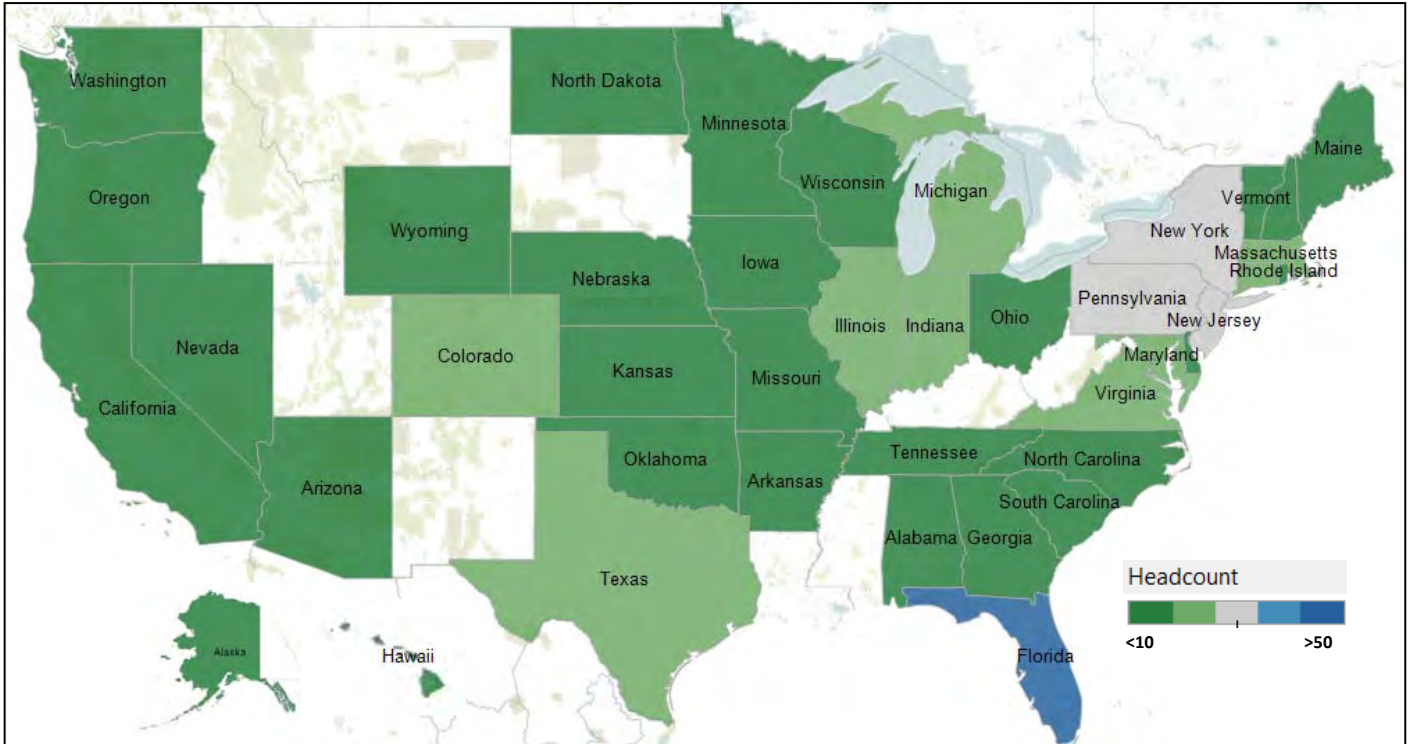 Washington
North Dakota
Minnesota
Maine
Oregon
Wisconsin
Michigan
Vermont
Wyoming
New York
Massachusetts
Rhode Island
Iowa
Nebraska
Pennsylvania
New Jersey
Illinois
Indiana
Ohio
Nevada
Colorado
Maryland
Kansas
Missouri
Virginia
California
Tennessee
Oklahoma
North Carolina
Arkansas
Arizona
South Carolina
Alabama
Georgia
Texas
Headcount
<10
>50
Alaska
Hawaii
Florida